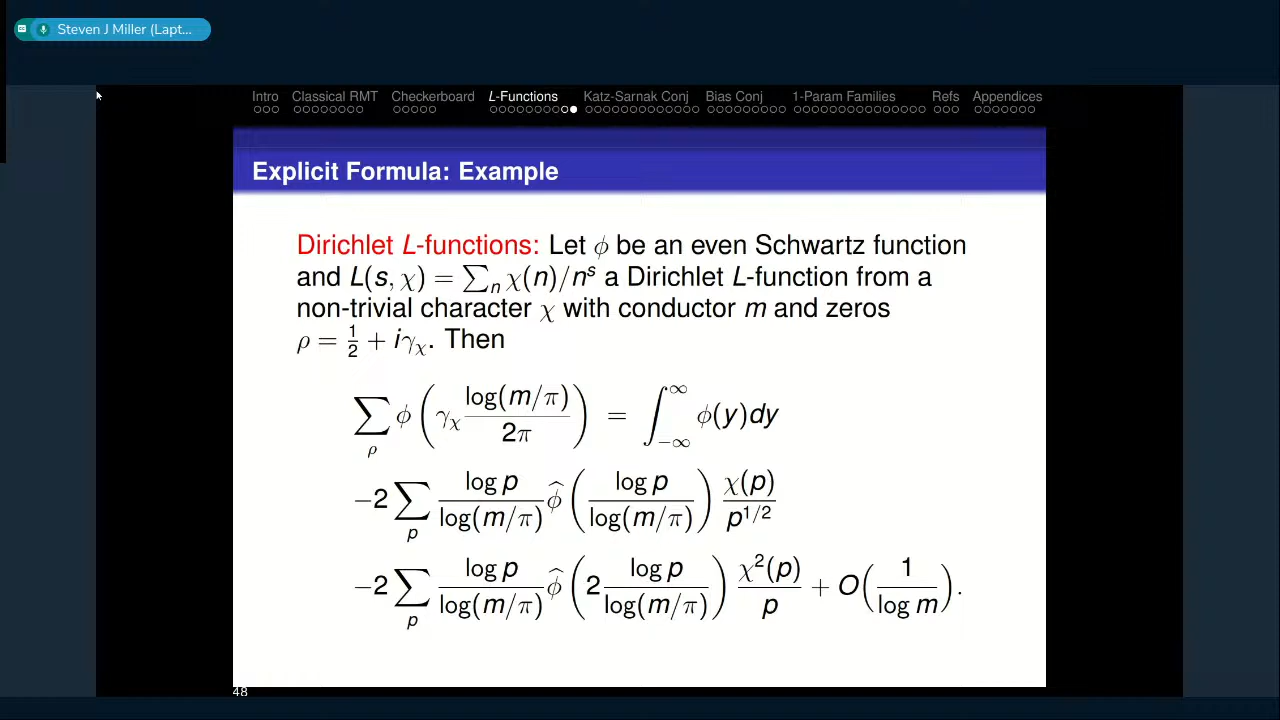 Steven J Miller (Lapt...
Intro Classical RMT Checkerboard L-Functions Katz-Sarnak Conj Bias Conj 1-Param Families Refs Appendices
Explicit Formula: Example
Dirichlet L-functions: Let ϕ be an even Schwartz function
and L(s, χ) = ∑ₙ χ(n)/nˢ a Dirichlet L-function from a
non-trivial character χ with conductor m and zeros
ρ = 1/2 + iγ_χ. Then
∑_ρ ϕ(γ_χ log(m/π)/2π) = ∫_{−∞}^{∞} ϕ(y)dy
−2 ∑_p log p/log(m/π) ϕ̂(log p/log(m/π)) χ(p)/p^{1/2}
−2 ∑_p log p/log(m/π) ϕ̂(2 log p/log(m/π)) χ²(p)/p + O(1/log m).
48